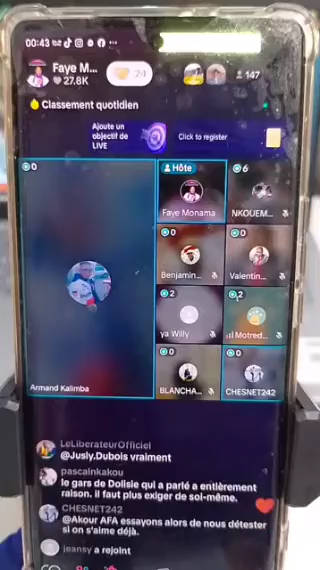 00:43
Faye M...
27.8K
24
147
Classement quotidien
Ajoute un
objectif de
LIVE
Click to register
0
Hôte
Faye Monama
6
NKOUEM...
0
Benjamin...
0
Valentin...
2
ya Willy
2
Motred...
0
BLANCHA...
0
CHESNET242
Armand Kalimba
LeLiberateurOfficiel
@Jusly.Dubois vraiment
pascalnkakou
le gars de Dolisie qui a parlé a entièrement
raison. il faut plus exiger de soi-même.
CHESNET242
@Akour AFA essayons alors de nous détester
si on s'aime déjà.
jeansy a rejoint